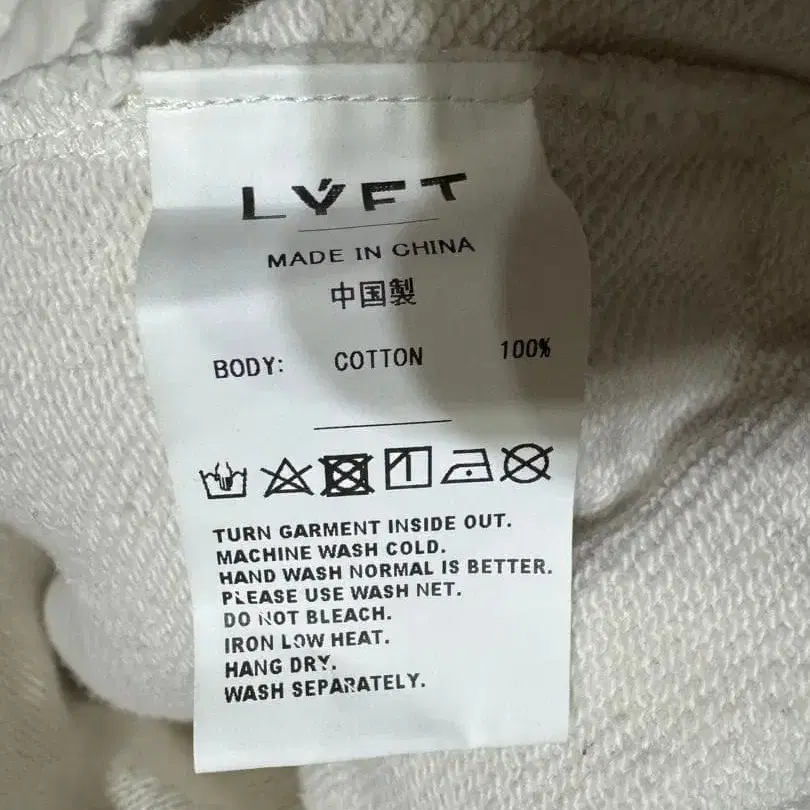 LÝFT
MADE IN CHINA
中国製
BODY: COTTON 100%
TURN GARMENT INSIDE OUT.
MACHINE WASH COLD.
HAND WASH NORMAL IS BETTER.
PLEASE USE WASH NET.
DO NOT BLEACH.
IRON LOW HEAT.
HANG DRY.
WASH SEPARATELY.